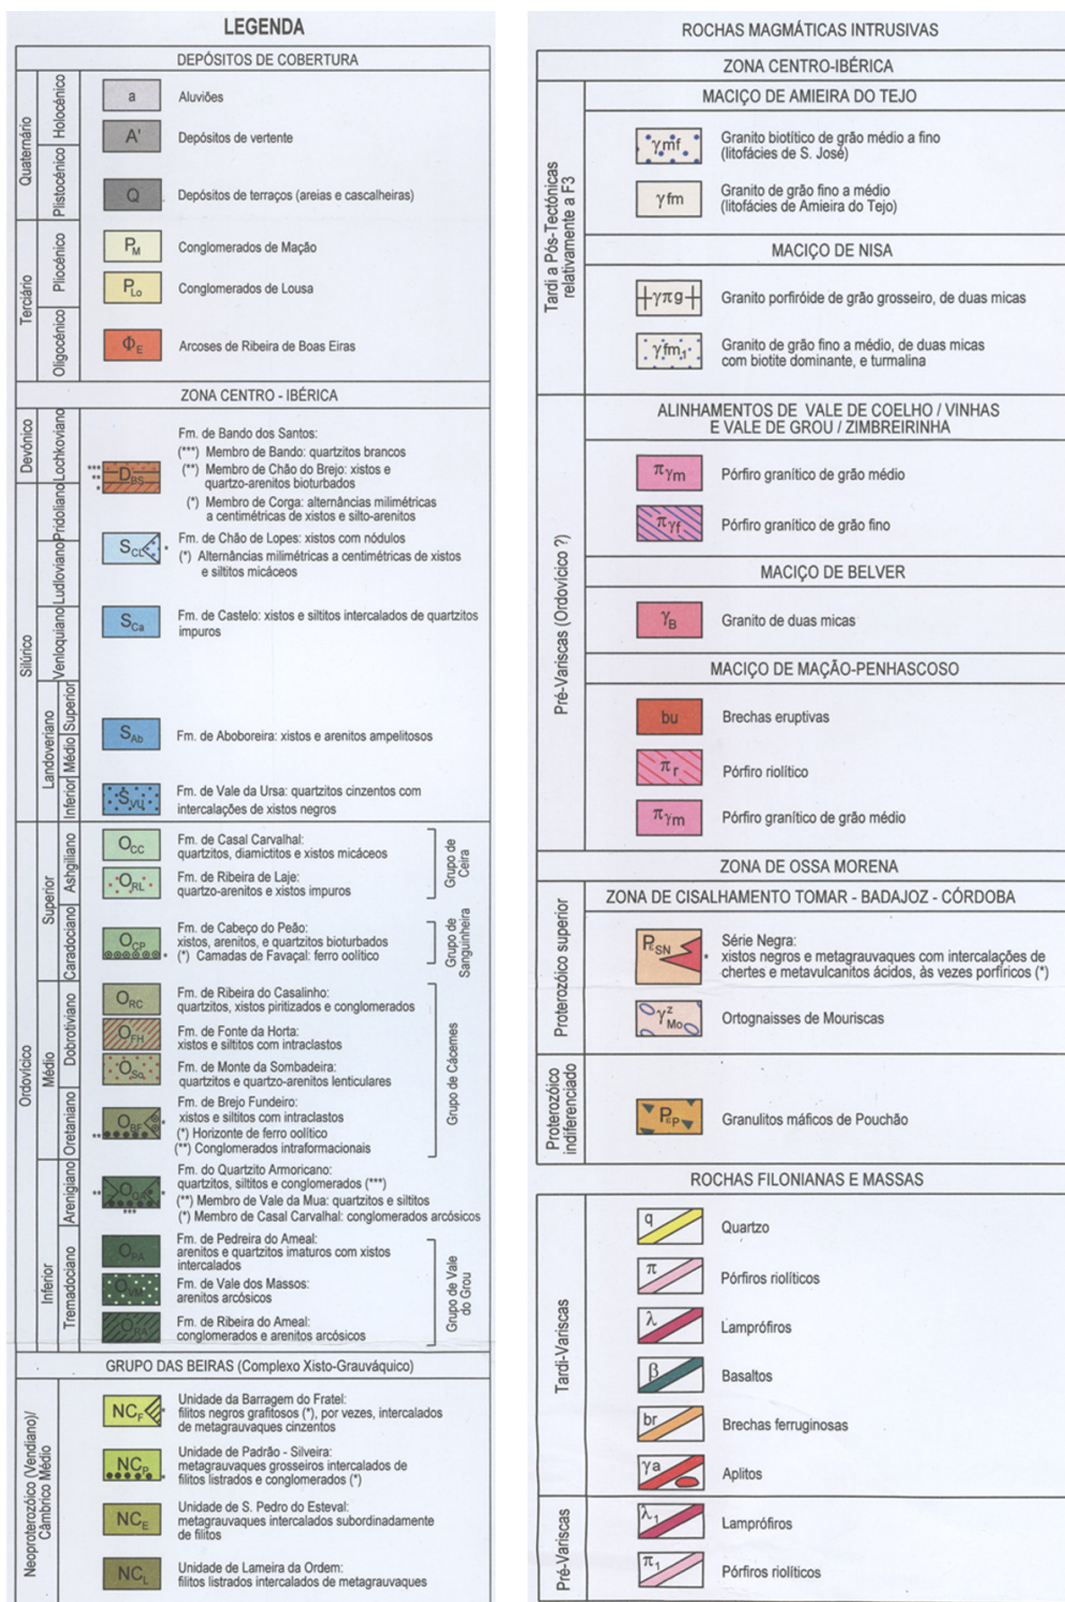 LEGENDA
DEPÓSITOS DE COBERTURA
Quaternário
Holocénico
a
Aluviões
A'
Depósitos de vertente
Plistocénico
Q
Depósitos de terraços (areias e cascalheiras)
Terciário
Pliocénico
PM
Conglomerados de Mação
PLo
Conglomerados de Lousa
Oligocénico
ΦE
Arcoses de Ribeira de Boas Eiras
ZONA CENTRO - IBÉRICA
Devónico
Lochkoviano
Fm. de Bando dos Santos:
(***) Membro de Bando: quartzitos brancos
(**) Membro de Chão do Brejo: xistos e
quartzo-arenitos bioturbados
(*) Membro de Corga: alternâncias milimétricas
a centimétricas de xistos e silto-arenitos
***
**
*
DBS
Silúrico
Pridoliano
Ludloviano
SCL
*
Fm. de Chão de Lopes: xistos com nódulos
(*) Alternâncias milimétricas a centimétricas de xistos
e siltitos micáceos
Venloquiano
SCa
Fm. de Castelo: xistos e siltitos intercalados de quartzitos
impuros
Landoveriano
Superior
Médio
SAb
Fm. de Aboboreira: xistos e arenitos ampelitosos
Inferior
SVU
Fm. de Vale da Ursa: quartzitos cinzentos com
intercalações de xistos negros
Ordovícico
Superior
Ashgiliano
OCC
Fm. de Casal Carvalhal:
quartzitos, diamictitos e xistos micáceos
ORL
Fm. de Ribeira de Laje:
quartzo-arenitos e xistos impuros
Grupo de
Ceira
Caradociano
OCP
*
Fm. de Cabeço do Peão:
xistos, arenitos, e quartzitos bioturbados
(*) Camadas de Favaçal: ferro oolítico
Grupo de
Sanguinheira
Médio
Dobrotiviano
ORC
Fm. de Ribeira do Casalinho:
quartzitos, xistos piritizados e conglomerados
OFH
Fm. de Fonte da Horta:
xistos e siltitos com intraclastos
OSo
Fm. de Monte da Sombadeira:
quartzitos e quartzo-arenitos lenticulares
Oretaniano
OBF
*
**
Fm. de Brejo Fundeiro:
xistos e siltitos com intraclastos
(*) Horizonte de ferro oolítico
(**) Conglomerados intraformacionais
Grupo de Cácemes
Inferior
Arenigiano
**
*
***
Fm. do Quartzito Armoricano:
quartzitos, siltitos e conglomerados (***)
(**) Membro de Vale da Mua: quartzitos e siltitos
(*) Membro de Casal Carvalhal: conglomerados arcósicos
Tremadociano
OPA
Fm. de Pedreira do Ameal:
arenitos e quartzitos imaturos com xistos
intercalados
OVM
Fm. de Vale dos Massos:
arenitos arcósicos
ORA
Fm. de Ribeira do Ameal:
conglomerados e arenitos arcósicos
Grupo de Vale
do Grou
GRUPO DAS BEIRAS (Complexo Xisto-Grauváquico)
Neoproterozóico (Vendiano)/
Câmbrico Médio
NCF
*
Unidade da Barragem do Fratel:
filitos negros grafitosos (*), por vezes, intercalados
de metagrauvaques cinzentos
NCP
*
Unidade de Padrão - Silveira:
metagrauvaques grosseiros intercalados de
filitos listrados e conglomerados (*)
NCE
Unidade de S. Pedro do Esteval:
metagrauvaques intercalados subordinadamente
de filitos
NCL
Unidade de Lameira da Ordem:
filitos listrados intercalados de metagrauvaques
ROCHAS MAGMÁTICAS INTRUSIVAS
ZONA CENTRO-IBÉRICA
Tardi a Pós-Tectónicas
relativamente a F3
MACIÇO DE AMIEIRA DO TEJO
γmf
Granito biotítico de grão médio a fino
(litofácies de S. José)
γfm
Granito de grão fino a médio
(litofácies de Amieira do Tejo)
MACIÇO DE NISA
γπg
Granito porfiróide de grão grosseiro, de duas micas
γfm1
Granito de grão fino a médio, de duas micas
com biotite dominante, e turmalina
Pré-Variscas (Ordovícico ?)
ALINHAMENTOS DE VALE DE COELHO / VINHAS
E VALE DE GROU / ZIMBREIRINHA
πγm
Pórfiro granítico de grão médio
πγf
Pórfiro granítico de grão fino
MACIÇO DE BELVER
γB
Granito de duas micas
MACIÇO DE MAÇÃO-PENHASCOSO
bu
Brechas eruptivas
πr
Pórfiro riolítico
πγm
Pórfiro granítico de grão médio
ZONA DE OSSA MORENA
ZONA DE CISALHAMENTO TOMAR - BADAJOZ - CÓRDOBA
Proterozóico superior
PЄSN
*
Série Negra:
xistos negros e metagrauvaques com intercalações de
chertes e metavulcanitos ácidos, às vezes porfíricos (*)
γzMo
Ortognaisses de Mouriscas
Proterozóico
indiferenciado
PЄP
Granulitos máficos de Pouchão
ROCHAS FILONIANAS E MASSAS
Tardi-Variscas
q
Quartzo
π
Pórfiros riolíticos
λ
Lamprófiros
β
Basaltos
br
Brechas ferruginosas
γa
Aplitos
Pré-Variscas
λ1
Lamprófiros
π1
Pórfiros riolíticos